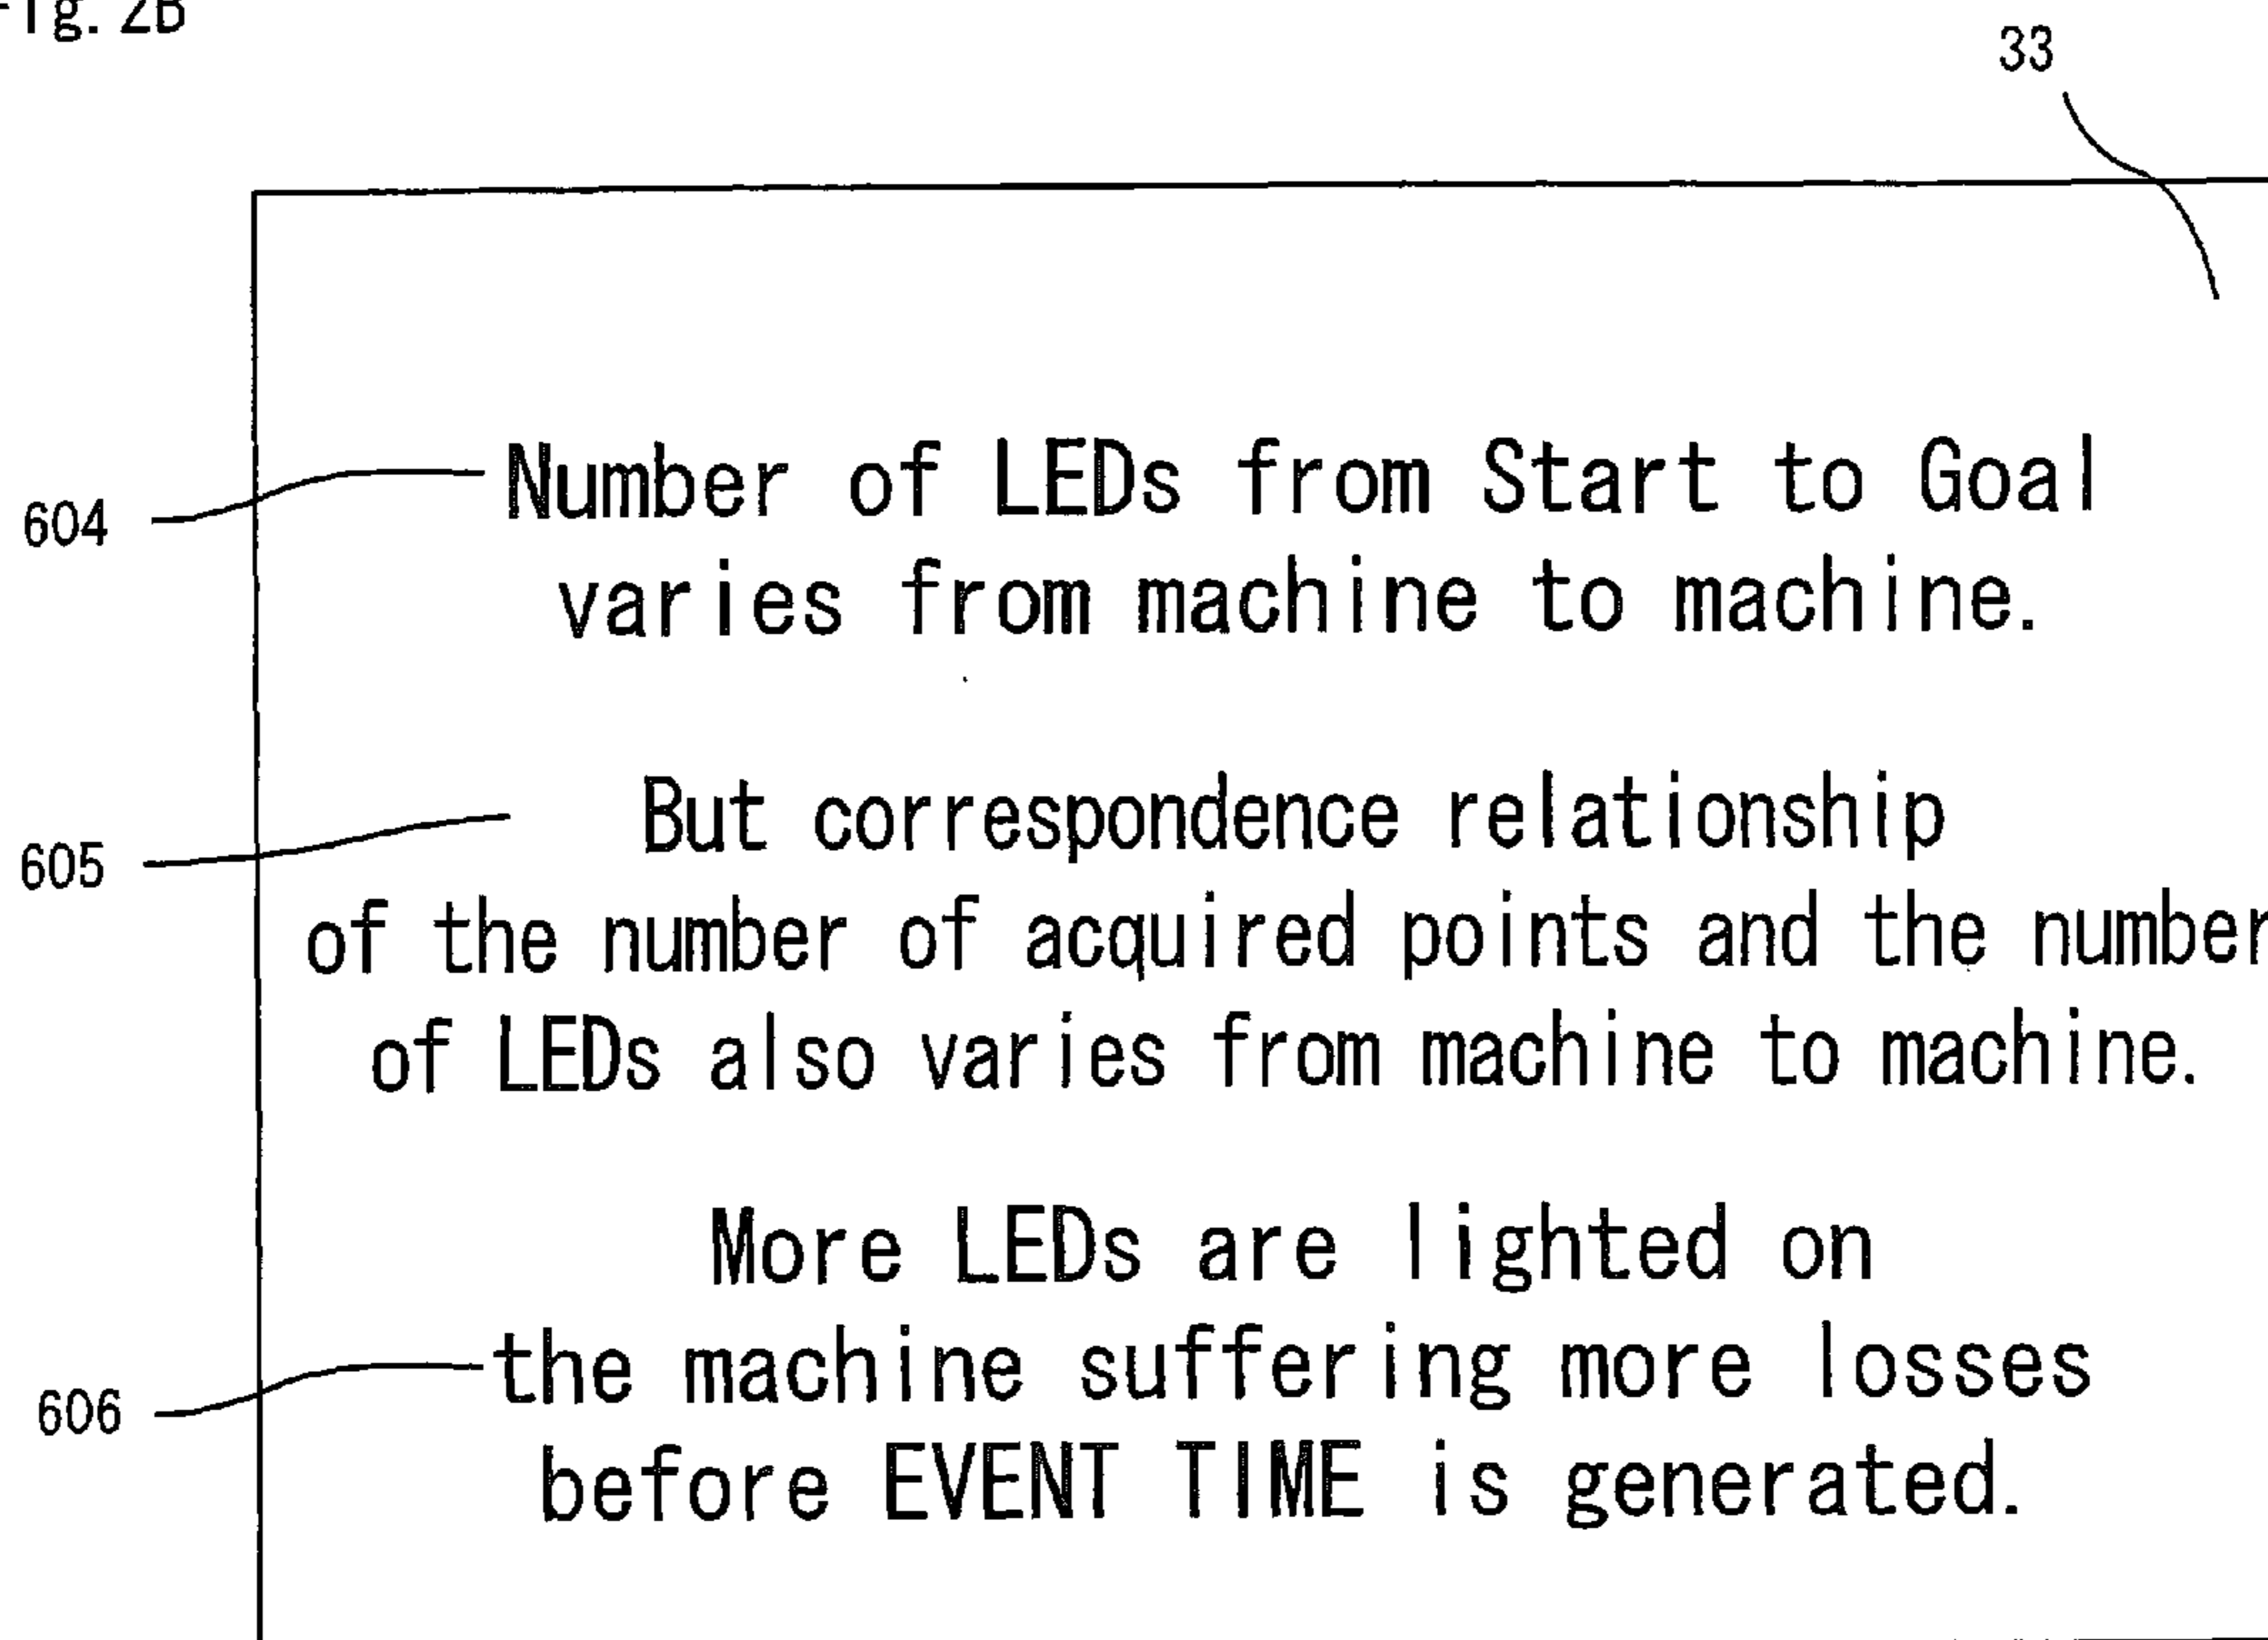 Fig. 2B
33
604
Number of LEDs from Start to Goal
varies from machine to machine.
605
But correspondence relationship
of the number of acquired points and the number
of LEDs also varies from machine to machine.
More LEDs are lighted on
606
the machine suffering more losses
before EVENT TIME is generated.